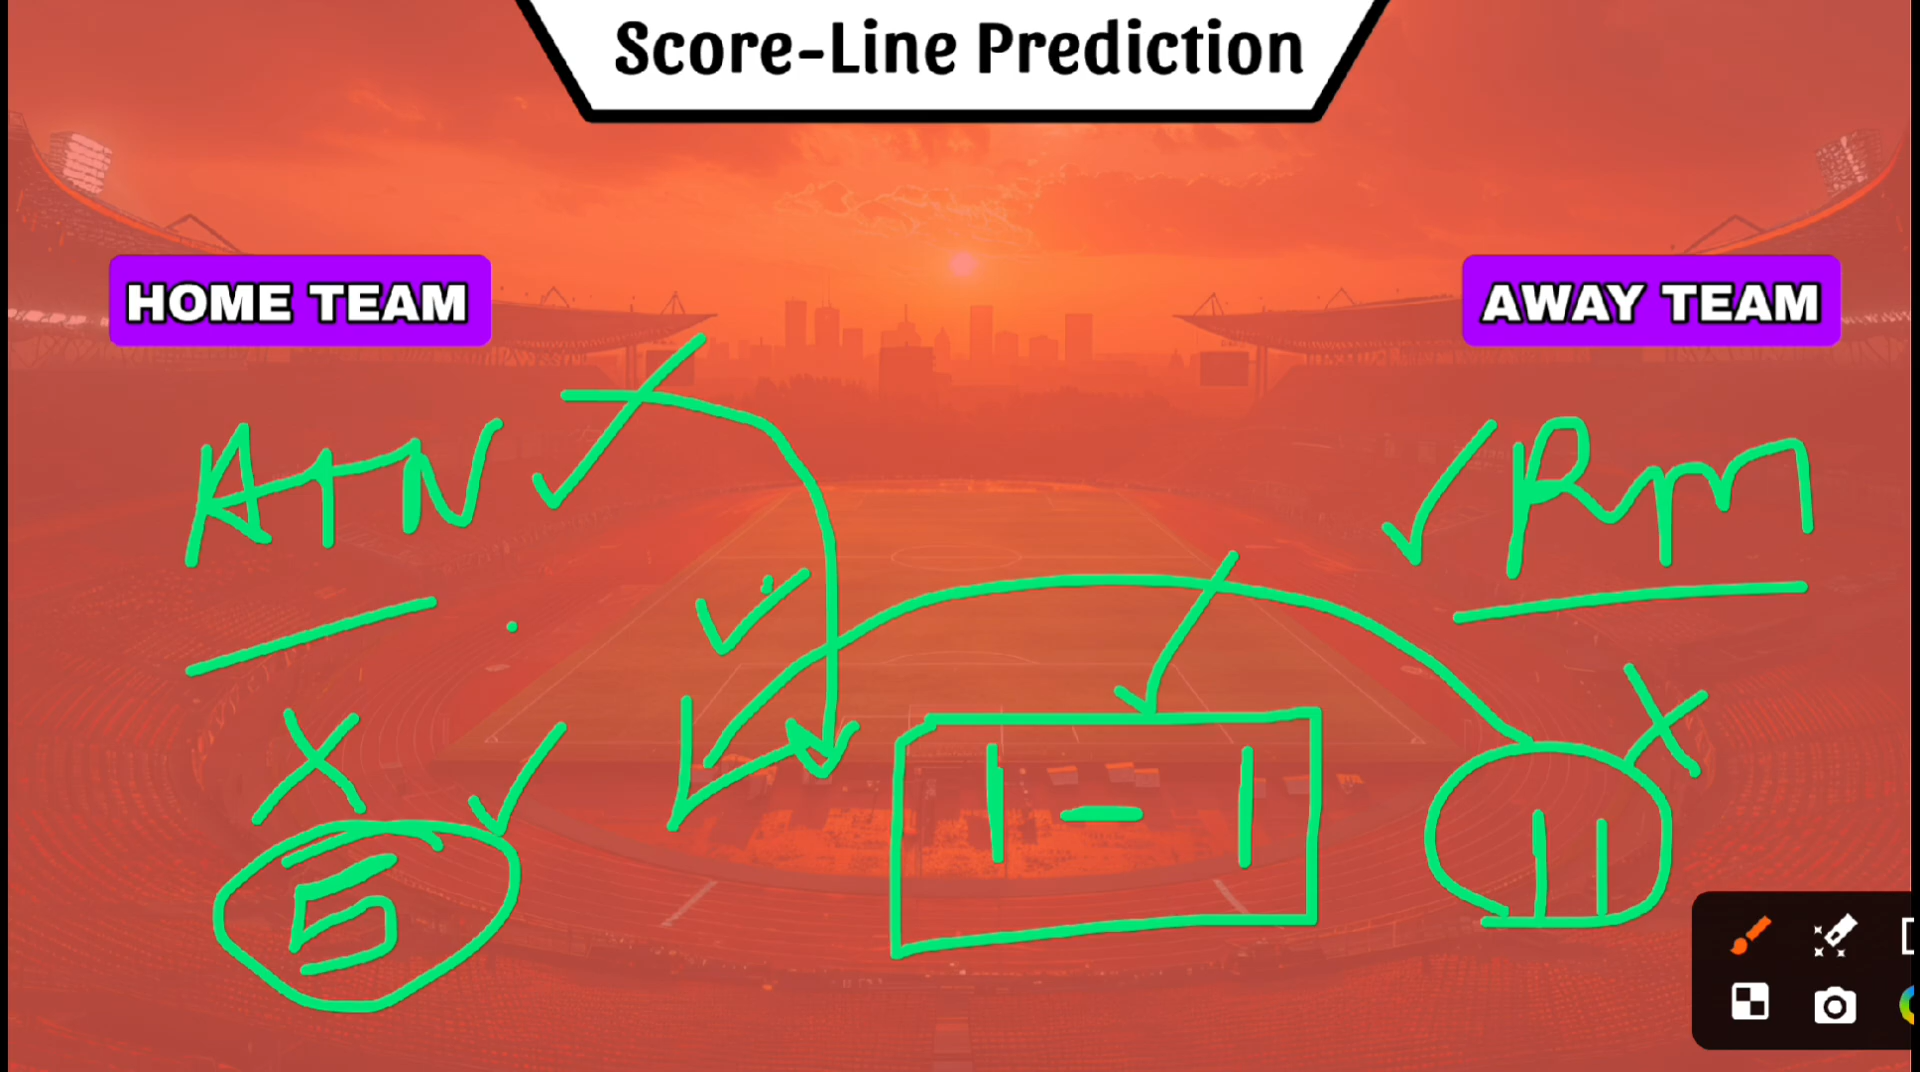 Score-Line Prediction
HOME TEAM
AWAY TEAM
ATN
RM
5
1-1
11